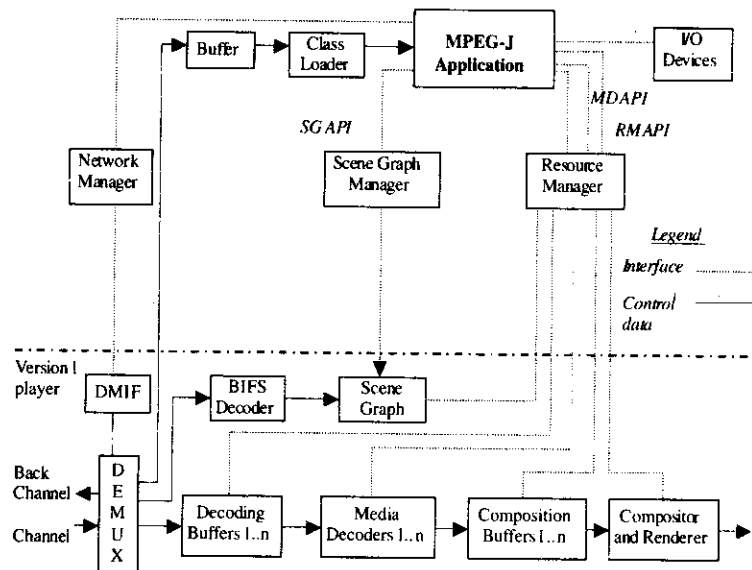 Buffer
Class
Loader
MPEG-J
Application
I/O
Devices
MDAPI
SGAPI
RMAPI
Network
Manager
Scene Graph
Manager
Resource
Manager
Legend
Interface
Control
data
Version 1
player
DMIF
BIFS
Decoder
Scene
Graph
Back
Channel
Channel
D
E
M
U
X
Decoding
Buffers 1..n
Media
Decoders 1..n
Composition
Buffers 1..n
Compositor
and Renderer